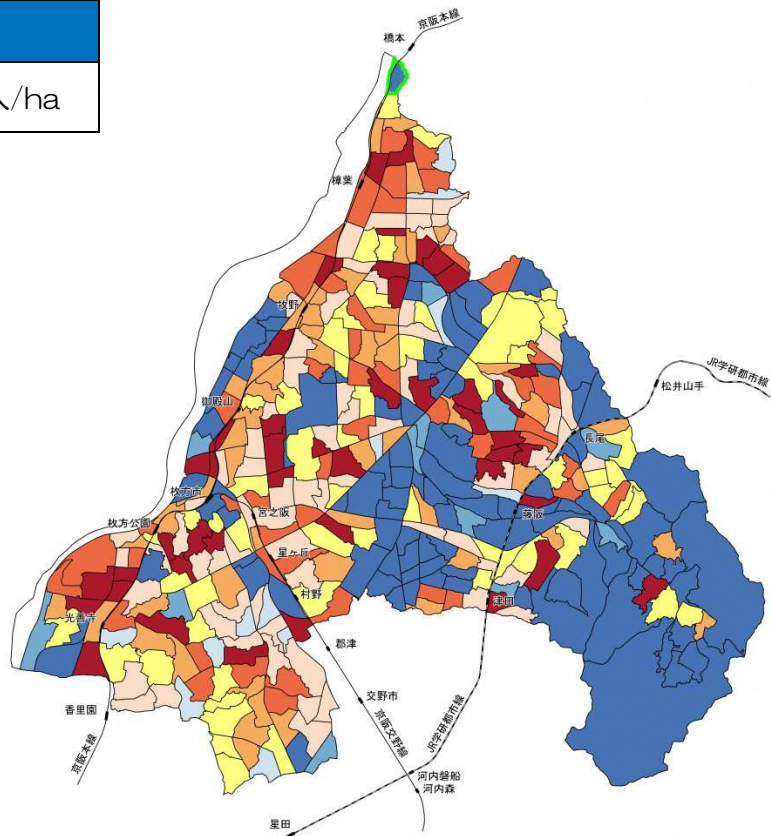 人/ha
京阪本線
橋本
樟葉
牧野
JR学研都市線
松井山手
御殿山
長尾
枚方市
宮之阪
枚方公園
藤阪
星ヶ丘
村野
津田
光善寺
郡津
香里園
交野市
京阪交野線
JR学研都市線
京阪本線
河内磐船
河内森
星田